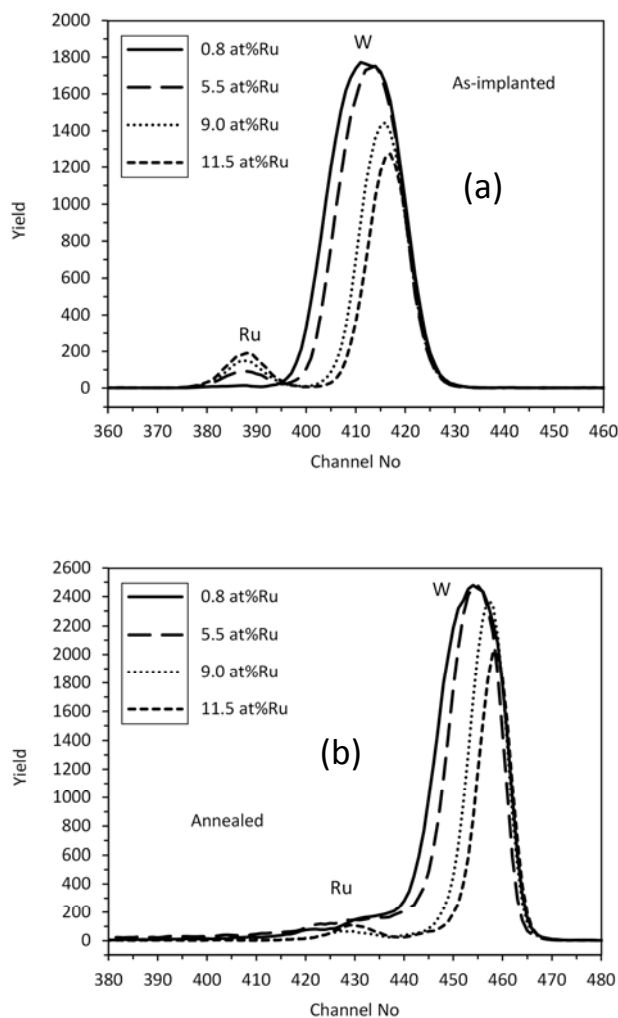 2000
1800
1600
1400
1200
1000
800
600
400
200
0
Yield
0.8 at%Ru
5.5 at%Ru
9.0 at%Ru
11.5 at%Ru
W
As-implanted
(a)
Ru
360 370 380 390 400 410 420 430 440 450 460
Channel No
2600
2400
2200
2000
1800
1600
1400
1200
1000
800
600
400
200
0
Yield
0.8 at%Ru
5.5 at%Ru
9.0 at%Ru
11.5 at%Ru
W
(b)
Annealed
Ru
380 390 400 410 420 430 440 450 460 470 480
Channel No